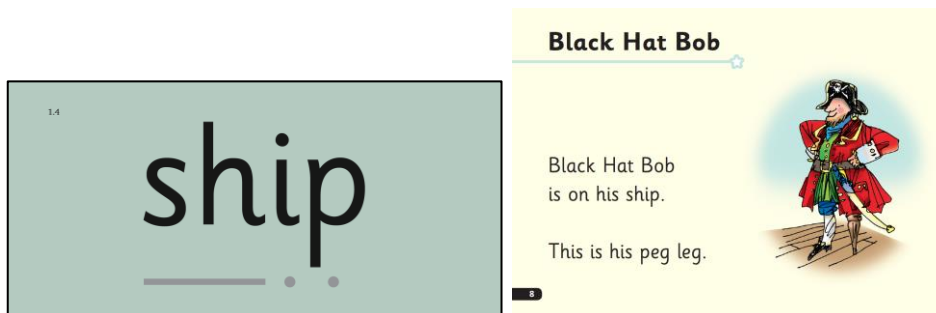 1.4
ship
Black Hat Bob
Black Hat Bob
is on his ship.
This is his peg leg.
8